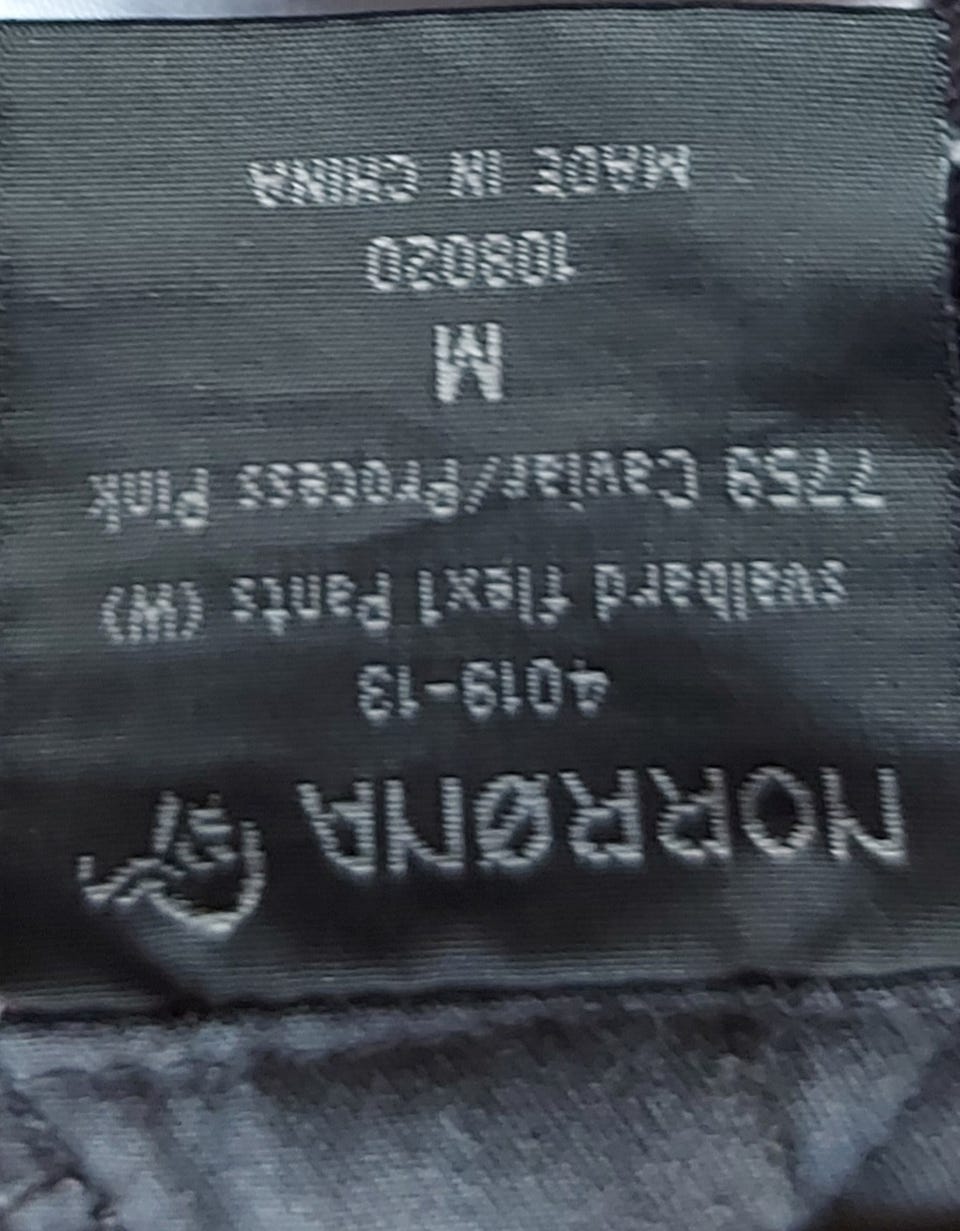 NORRØNA
4019-13
svalbard flex1 Pants (W)
7759 Caviar/Process Pink
M
108020
MADE IN CHINA